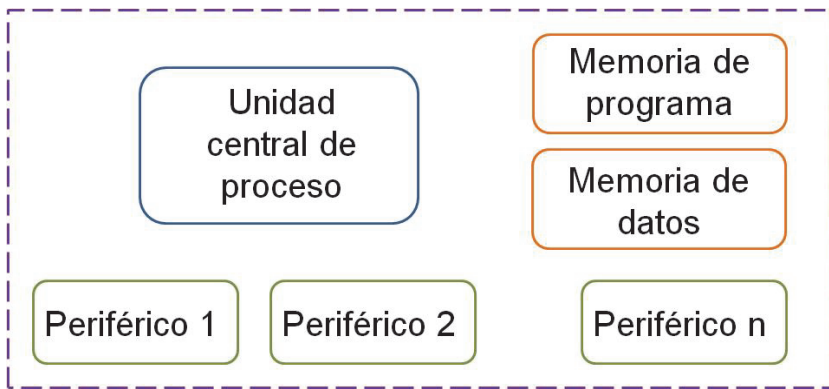 Unidad
central de
proceso
Memoria de
programa
Memoria de
datos
Periférico 1
Periférico 2
Periférico n